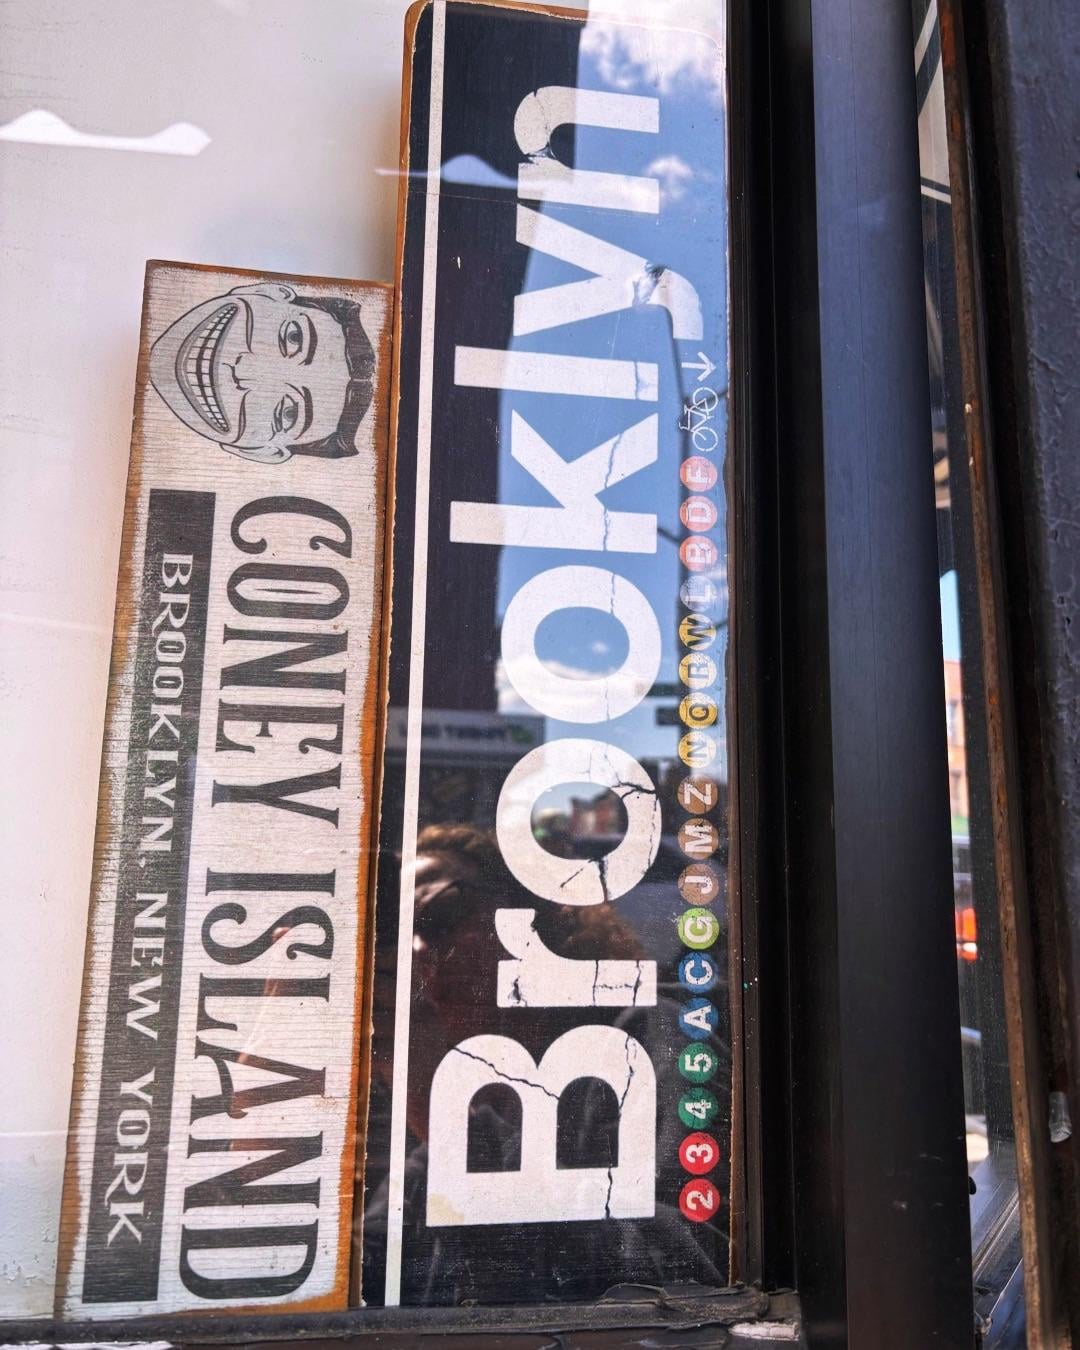 CONEY ISLAND
BROOKLYN, NEW YORK
Brooklyn
2 3 4 5 A C G J M Z N Q R W L B D F